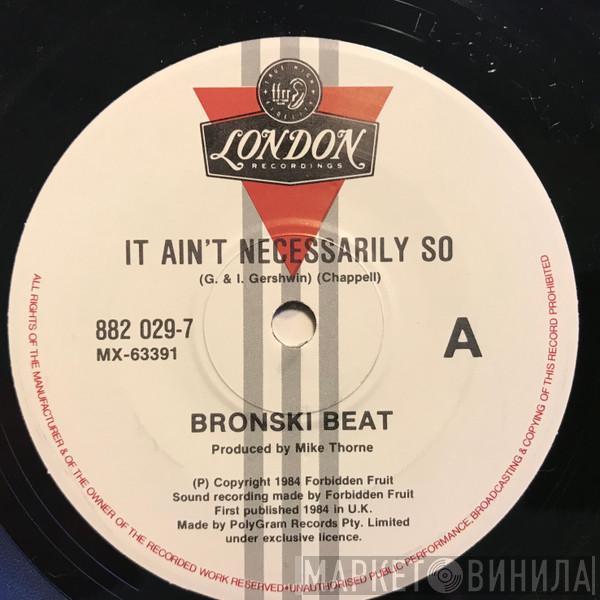 TRUE HIGH FIDELITY
ffrr
LONDON
RECORDINGS
IT AIN'T NECESSARILY SO
(G. & I. Gershwin) (Chappell)
882 029-7
MX-63391
A
BRONSKI BEAT
Produced by Mike Thorne
(P) Copyright 1984 Forbidden Fruit
Sound recording made by Forbidden Fruit
First published 1984 in U.K.
Made by PolyGram Records Pty. Limited
under exclusive licence.
ALL RIGHTS OF THE MANUFACTURER & OF THE OWNER OF THE RECORDED WORK RESERVED•UNAUTHORISED PUBLIC PERFORMANCE, BROADCASTING & COPYING OF THIS RECORD PROHIBITED
МАРКЕТ ВИНИЛА